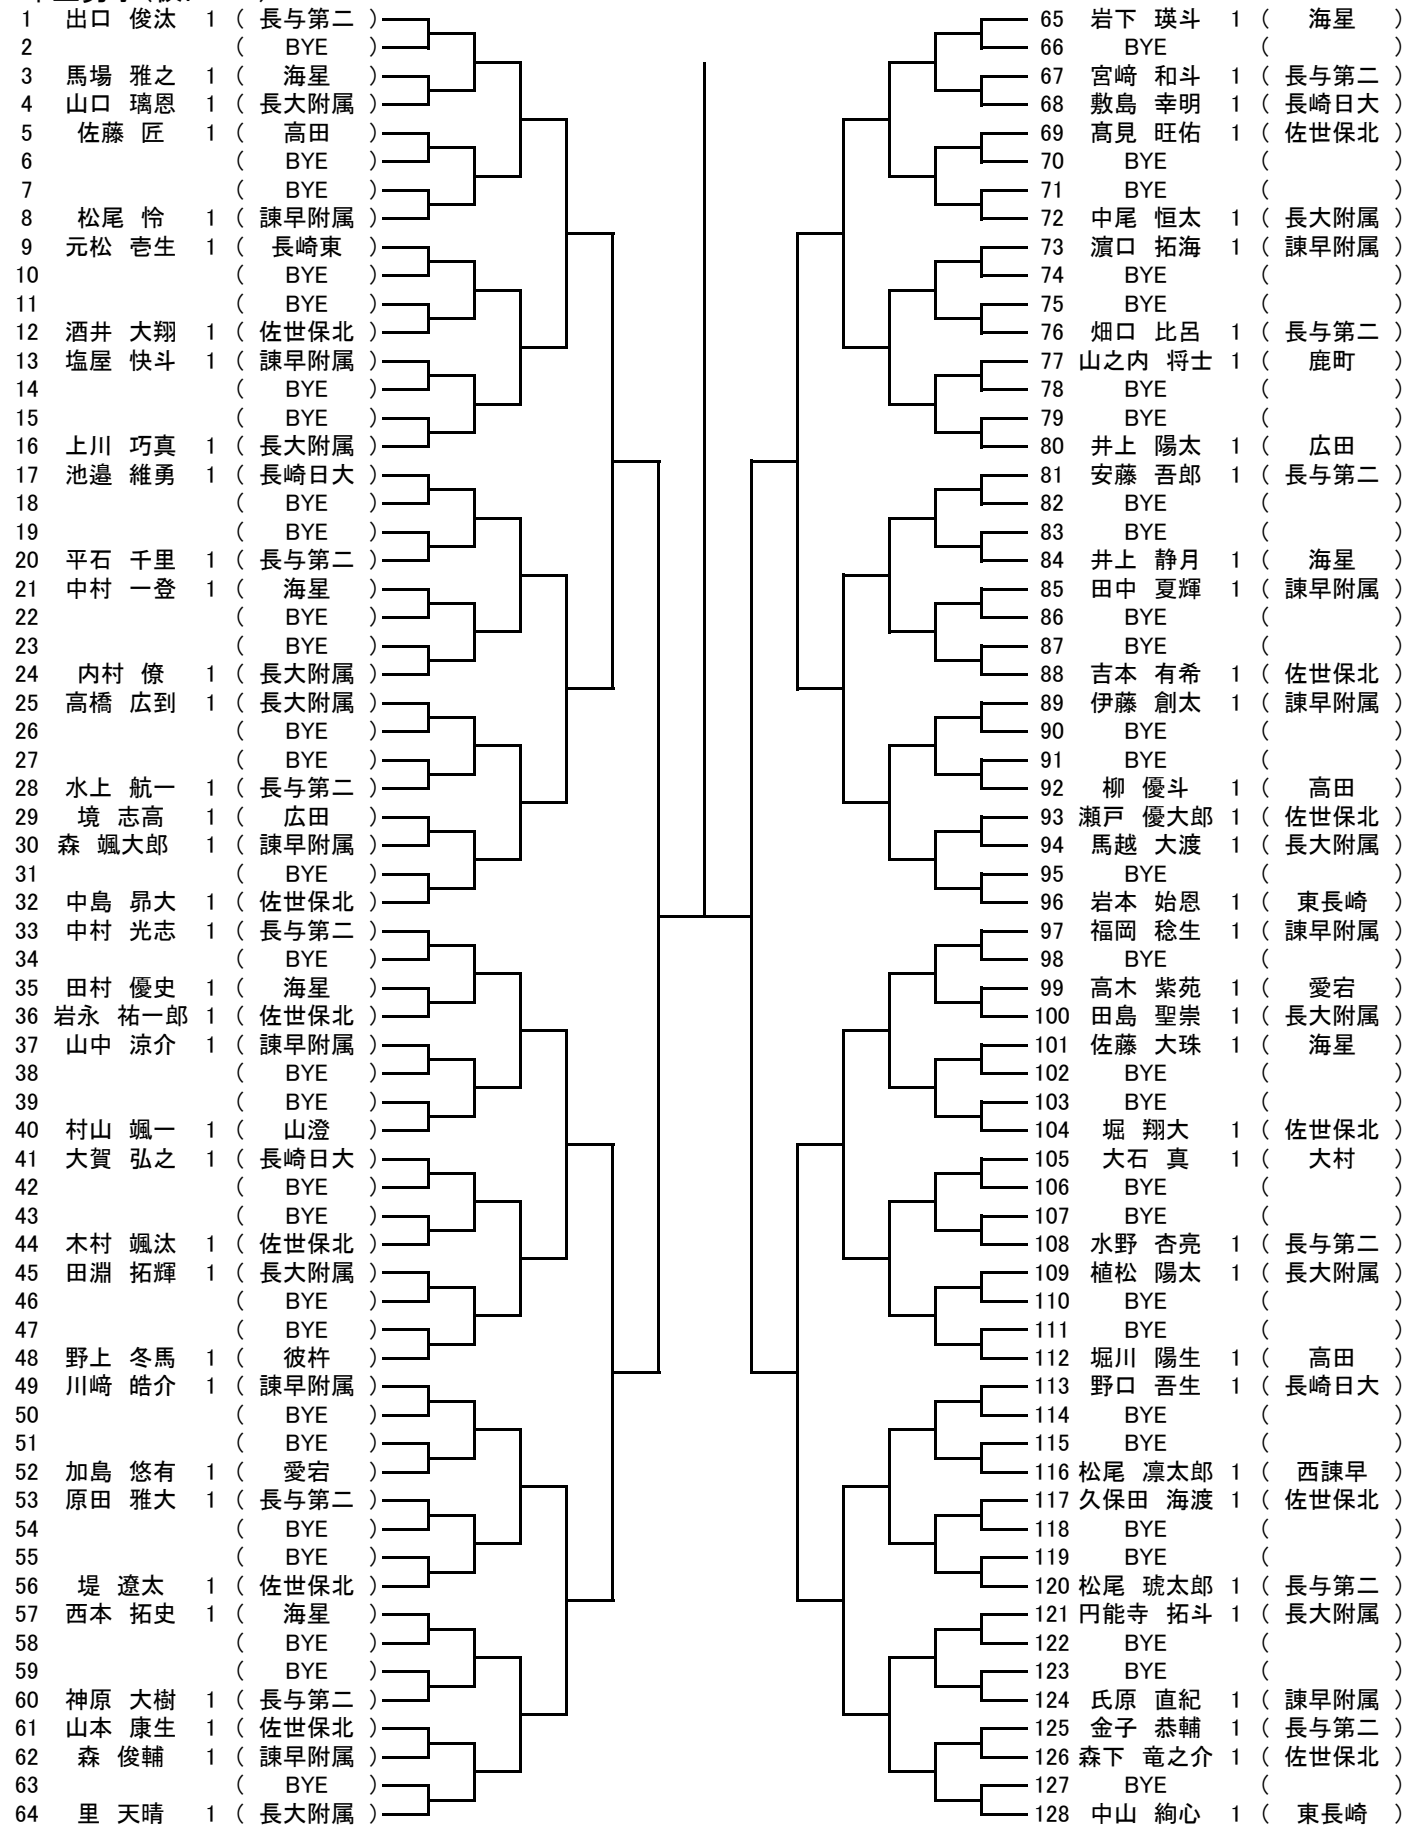 1 出口 俊汰 1 ( 長与第二 )
2 ( BYE )
3 馬場 雅之 1 ( 海星 )
4 山口 璃恩 1 ( 長大附属 )
5 佐藤 匠 1 ( 高田 )
6 ( BYE )
7 ( BYE )
8 松尾 怜 1 ( 諫早附属 )
9 元松 壱生 1 ( 長崎東 )
10 ( BYE )
11 ( BYE )
12 酒井 大翔 1 ( 佐世保北 )
13 塩屋 快斗 1 ( 諫早附属 )
14 ( BYE )
15 ( BYE )
16 上川 巧真 1 ( 長大附属 )
17 池邉 維勇 1 ( 長崎日大 )
18 ( BYE )
19 ( BYE )
20 平石 千里 1 ( 長与第二 )
21 中村 一登 1 ( 海星 )
22 ( BYE )
23 ( BYE )
24 内村 僚 1 ( 長大附属 )
25 高橋 広到 1 ( 長大附属 )
26 ( BYE )
27 ( BYE )
28 水上 航一 1 ( 長与第二 )
29 境 志高 1 ( 広田 )
30 森 颯大郎 1 ( 諫早附属 )
31 ( BYE )
32 中島 昴大 1 ( 佐世保北 )
33 中村 光志 1 ( 長与第二 )
34 ( BYE )
35 田村 優史 1 ( 海星 )
36 岩永 祐一郎 1 ( 佐世保北 )
37 山中 涼介 1 ( 諫早附属 )
38 ( BYE )
39 ( BYE )
40 村山 颯一 1 ( 山澄 )
41 大賀 弘之 1 ( 長崎日大 )
42 ( BYE )
43 ( BYE )
44 木村 颯汰 1 ( 佐世保北 )
45 田淵 拓輝 1 ( 長大附属 )
46 ( BYE )
47 ( BYE )
48 野上 冬馬 1 ( 彼杵 )
49 川﨑 皓介 1 ( 諫早附属 )
50 ( BYE )
51 ( BYE )
52 加島 悠有 1 ( 愛宕 )
53 原田 雅大 1 ( 長与第二 )
54 ( BYE )
55 ( BYE )
56 堤 遼太 1 ( 佐世保北 )
57 西本 拓史 1 ( 海星 )
58 ( BYE )
59 ( BYE )
60 神原 大樹 1 ( 長与第二 )
61 山本 康生 1 ( 佐世保北 )
62 森 俊輔 1 ( 諫早附属 )
63 ( BYE )
64 里 天晴 1 ( 長大附属 )
65 岩下 瑛斗 1 ( 海星 )
66 BYE ( )
67 宮﨑 和斗 1 ( 長与第二 )
68 敷島 幸明 1 ( 長崎日大 )
69 髙見 旺佑 1 ( 佐世保北 )
70 BYE ( )
71 BYE ( )
72 中尾 恒太 1 ( 長大附属 )
73 濵口 拓海 1 ( 諫早附属 )
74 BYE ( )
75 BYE ( )
76 畑口 比呂 1 ( 長与第二 )
77 山之内 将士 1 ( 鹿町 )
78 BYE ( )
79 BYE ( )
80 井上 陽太 1 ( 広田 )
81 安藤 吾郎 1 ( 長与第二 )
82 BYE ( )
83 BYE ( )
84 井上 静月 1 ( 海星 )
85 田中 夏輝 1 ( 諫早附属 )
86 BYE ( )
87 BYE ( )
88 吉本 有希 1 ( 佐世保北 )
89 伊藤 創太 1 ( 諫早附属 )
90 BYE ( )
91 BYE ( )
92 柳 優斗 1 ( 高田 )
93 瀬戸 優大郎 1 ( 佐世保北 )
94 馬越 大渡 1 ( 長大附属 )
95 BYE ( )
96 岩本 始恩 1 ( 東長崎 )
97 福岡 稔生 1 ( 諫早附属 )
98 BYE ( )
99 高木 紫苑 1 ( 愛宕 )
100 田島 聖崇 1 ( 長大附属 )
101 佐藤 大珠 1 ( 海星 )
102 BYE ( )
103 BYE ( )
104 堀 翔大 1 ( 佐世保北 )
105 大石 真 1 ( 大村 )
106 BYE ( )
107 BYE ( )
108 水野 杏亮 1 ( 長与第二 )
109 植松 陽太 1 ( 長大附属 )
110 BYE ( )
111 BYE ( )
112 堀川 陽生 1 ( 高田 )
113 野口 吾生 1 ( 長崎日大 )
114 BYE ( )
115 BYE ( )
116 松尾 凛太郎 1 ( 西諫早 )
117 久保田 海渡 1 ( 佐世保北 )
118 BYE ( )
119 BYE ( )
120 松尾 琥太郎 1 ( 長与第二 )
121 円能寺 拓斗 1 ( 長大附属 )
122 BYE ( )
123 BYE ( )
124 氏原 直紀 1 ( 諫早附属 )
125 金子 恭輔 1 ( 長与第二 )
126 森下 竜之介 1 ( 佐世保北 )
127 BYE ( )
128 中山 絢心 1 ( 東長崎 )